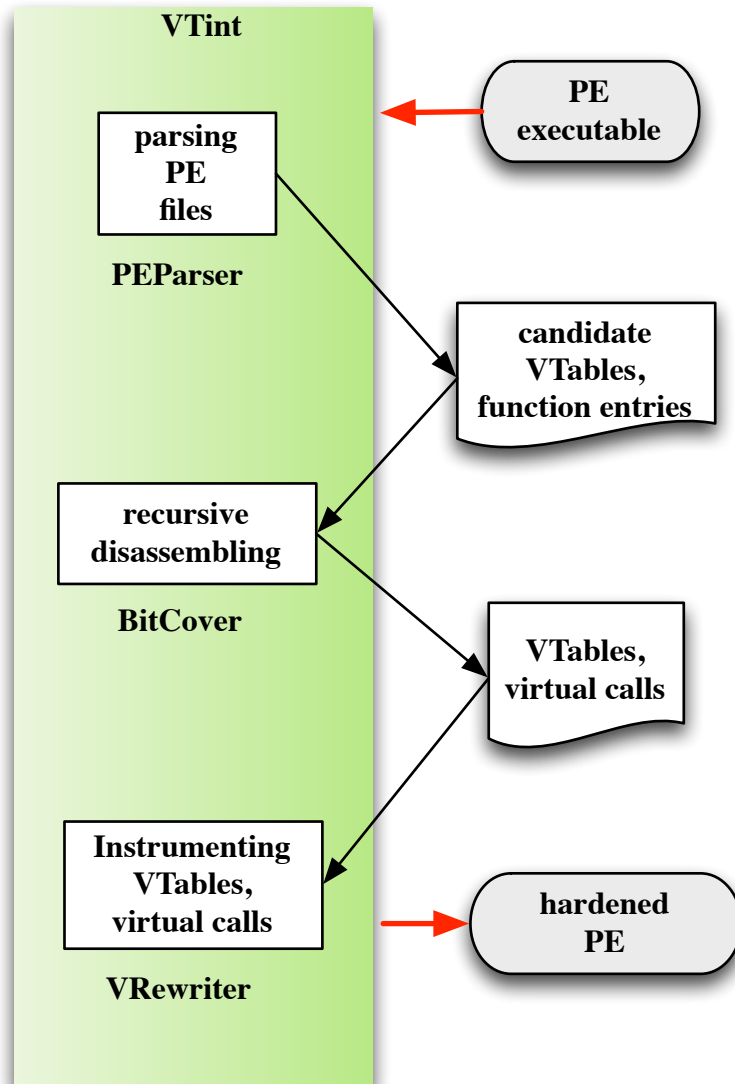 VTint
PE
executable
parsing
PE
files
PEParser
candidate
VTables,
function entries
recursive
disassembling
BitCover
VTables,
virtual calls
Instrumenting
VTables,
virtual calls
VRewriter
hardened
PE